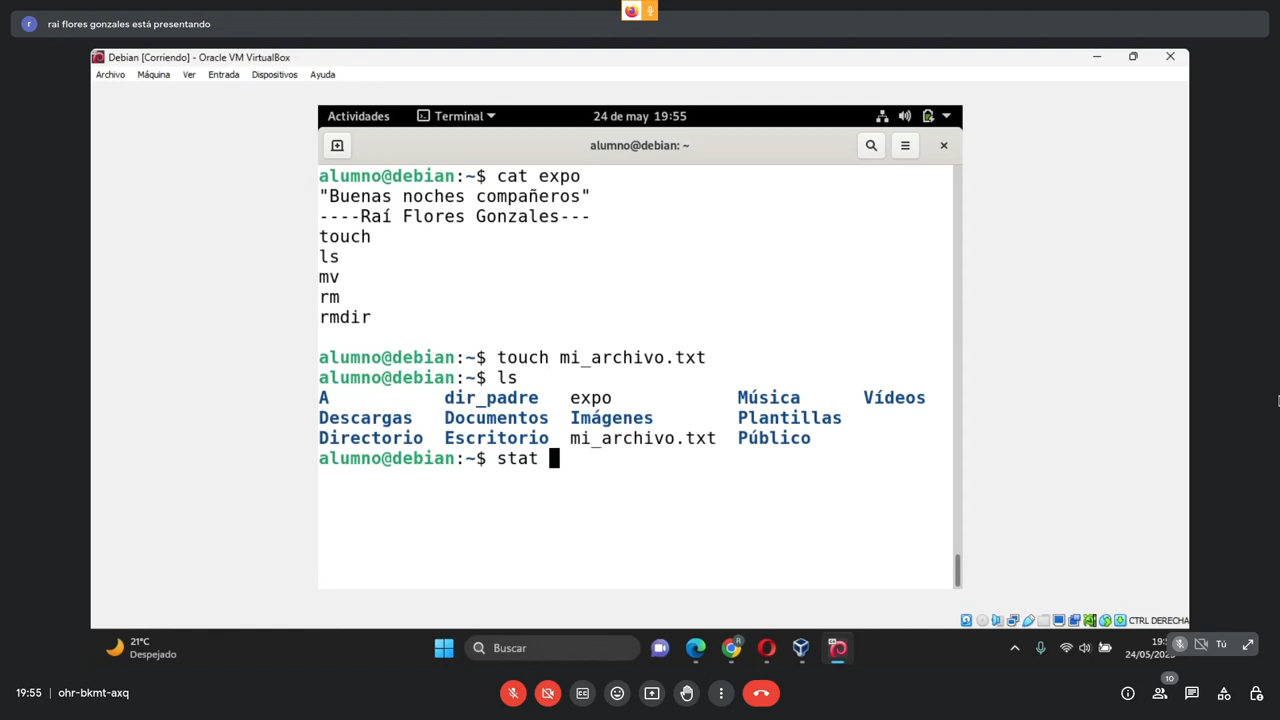 r rai flores gonzales está presentando
Debian [Corriendo] - Oracle VM VirtualBox
Archivo Máquina Ver Entrada Dispositivos Ayuda
Actividades Terminal 24 de may 19:55
alumno@debian: ~
alumno@debian:~$ cat expo
"Buenas noches compañeros"
----Raí Flores Gonzales---
touch
ls
mv
rm
rmdir
alumno@debian:~$ touch mi_archivo.txt
alumno@debian:~$ ls
A dir_padre expo Música Vídeos
Descargas Documentos Imágenes Plantillas
Directorio Escritorio mi_archivo.txt Público
alumno@debian:~$ stat
CTRL DERECHA
21°C
Despejado
Buscar
R
Tú
19:55 ohr-bkmt-axq
10